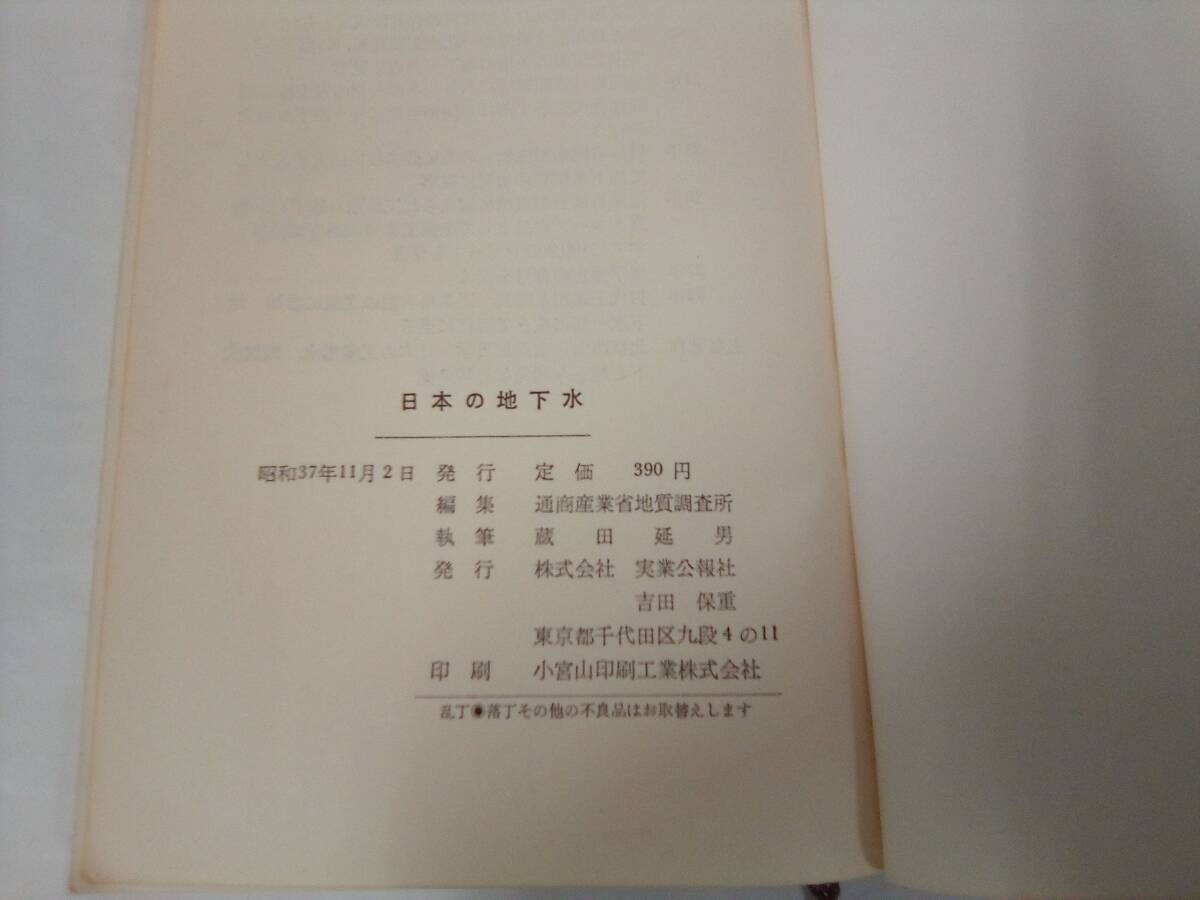 日本の地下水
昭和37年11月2日 発行 定価 390円
編集 通商産業省地質調査所
執筆 蔵田延男
発行 株式会社 実業公報社
吉田 保重
東京都千代田区九段4の11
印刷 小宮山印刷工業株式会社
乱丁◉落丁その他の不良品はお取替えします